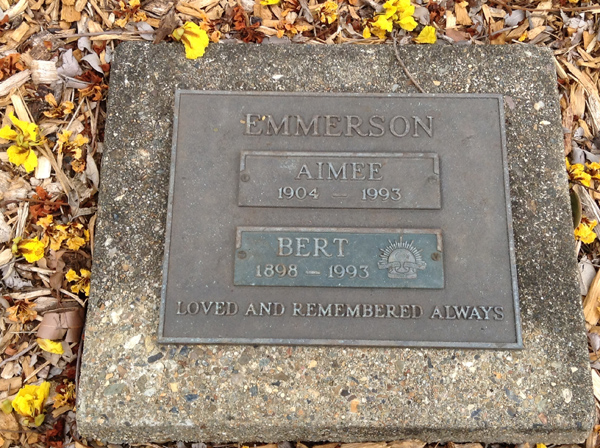 EMMERSON
AIMEE
1904 — 1993
BERT
1898 — 1993
LOVED AND REMEMBERED ALWAYS